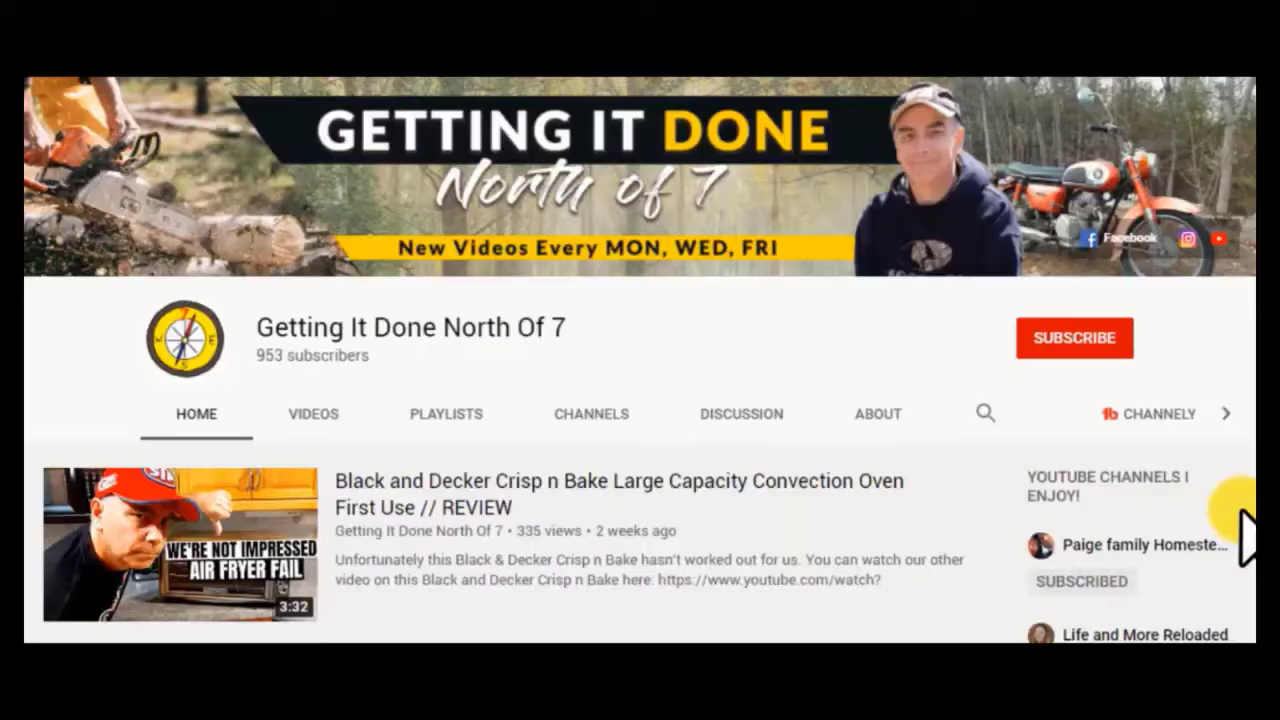 GETTING IT DONE
North of 7
New Videos Every MON, WED, FRI
Facebook
Getting It Done North Of 7
953 subscribers
SUBSCRIBE
HOME
VIDEOS
PLAYLISTS
CHANNELS
DISCUSSION
ABOUT
CHANNELY
WE'RE NOT IMPRESSED
AIR FRYER FAIL
3:32
Black and Decker Crisp n Bake Large Capacity Convection Oven
First Use // REVIEW
Getting It Done North Of 7 • 335 views • 2 weeks ago
Unfortunately this Black & Decker Crisp n Bake hasn't worked out for us. You can watch our other
video on this Black and Decker Crisp n Bake here: https://www.youtube.com/watch?
YOUTUBE CHANNELS I
ENJOY!
Paige family Homeste...
SUBSCRIBED
Life and More Reloaded